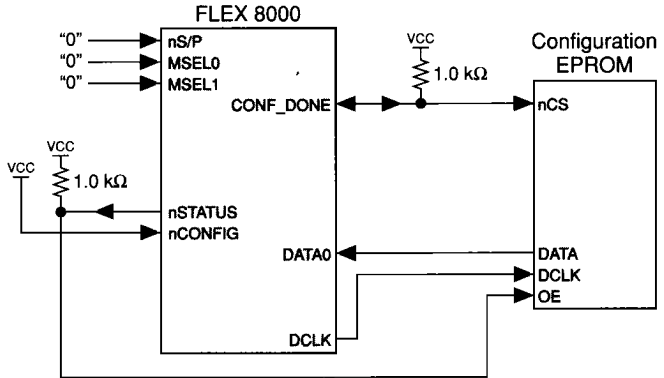 FLEX 8000
"0" nS/P
"0" MSEL0
"0" MSEL1
VCC
1.0 kΩ
CONF_DONE
Configuration
EPROM
nCS
VCC
VCC
1.0 kΩ
nSTATUS
nCONFIG
DATA0
DATA
DCLK
OE
DCLK